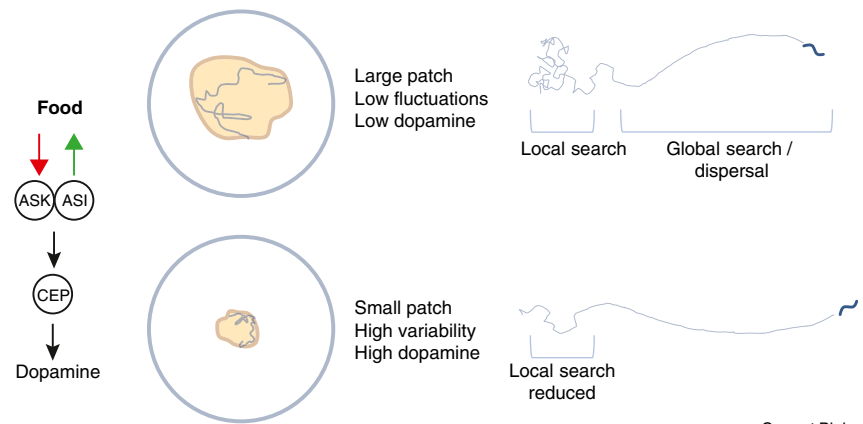 Food
ASK
ASI
CEP
Dopamine
Large patch
Low fluctuations
Low dopamine
Local search
Global search /
dispersal
Small patch
High variability
High dopamine
Local search
reduced